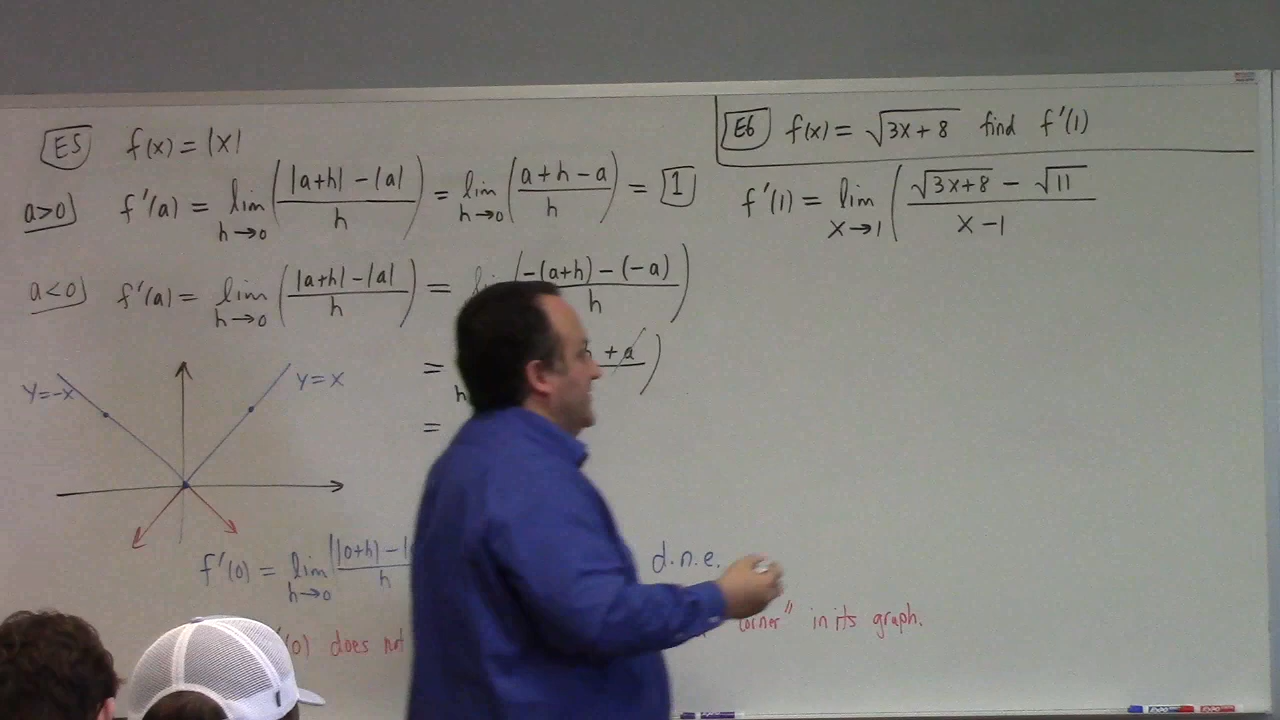 E5 f(x) = |x|
a>0) f'(a) = lim h→0 (|a+h| - |a| / h) = lim h→0 (a+h-a / h) = 1
a<0) f'(a) = lim h→0 (|a+h| - |a| / h) = (-(a+h) - (-a) / h)
= + a)
=
y=-x y=x
f'(0) = lim h→0 |0+h| - h d.n.e.
(0) does not "corner" in its graph.
E6 f(x) = √(3x+8) find f'(1)
f'(1) = lim x→1 (√(3x+8) - √11 / x-1